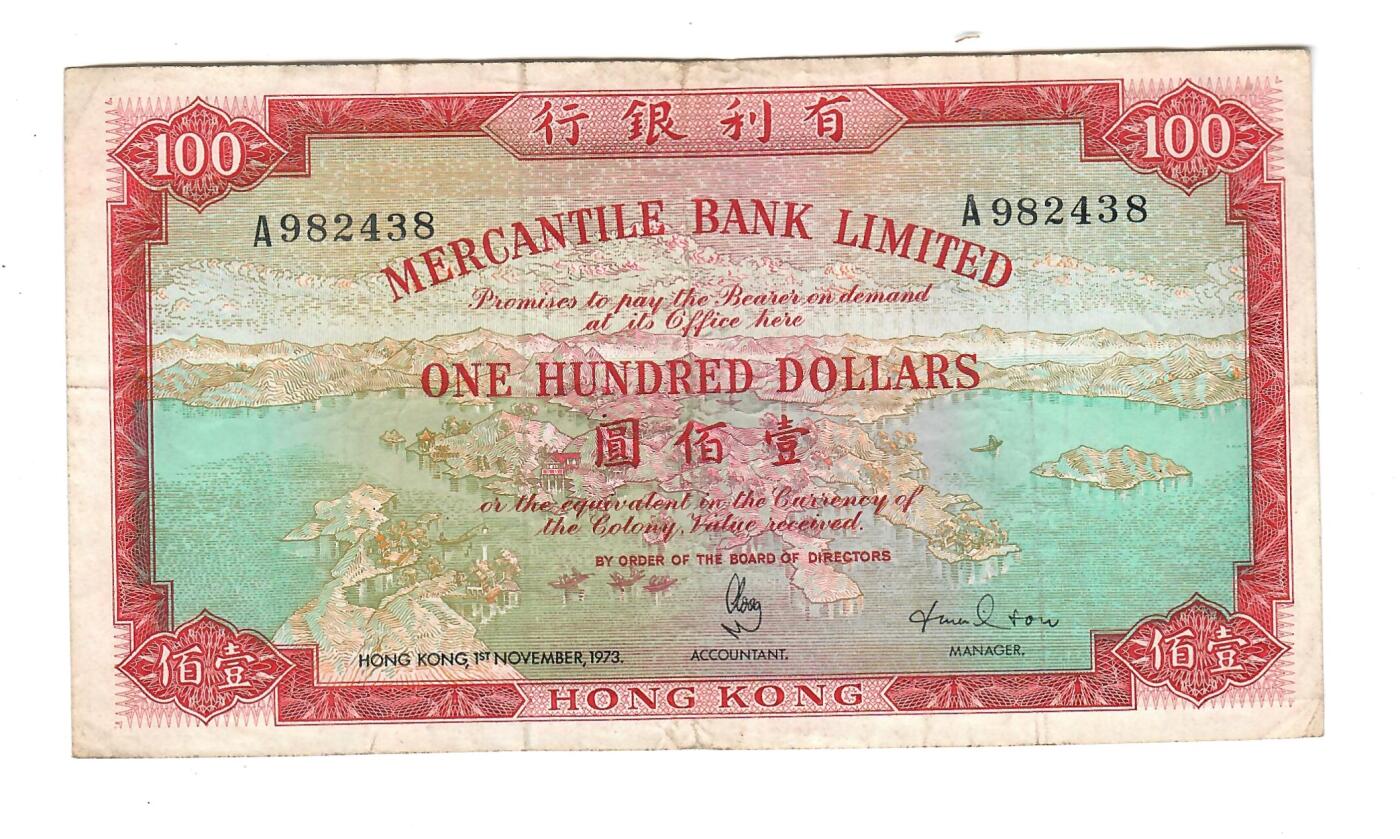 行銀利有
100
100
A982438
A982438
MERCANTILE BANK LIMITED
Promises to pay the Bearer on demand
at its Office here
ONE HUNDRED DOLLARS
圓佰壹
or the equivalent in the Currency of
the Colony, Value received.
BY ORDER OF THE BOARD OF DIRECTORS
HONG KONG, 1ST NOVEMBER, 1973.
ACCOUNTANT.
MANAGER.
佰壹
佰壹
HONG KONG